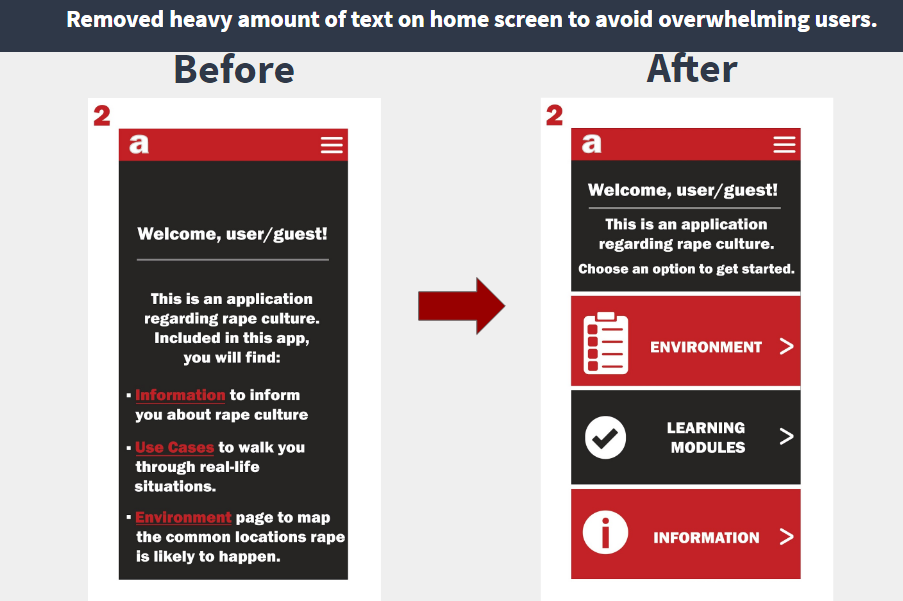 Removed heavy amount of text on home screen to avoid overwhelming users.
Before
After
2
a
Welcome, user/guest!
This is an application
regarding rape culture.
Included in this app,
you will find:
▪ Information to inform
you about rape culture
▪ Use Cases to walk you
through real-life
situations.
▪ Environment page to map
the common locations rape
is likely to happen.
2
a
Welcome, user/guest!
This is an application
regarding rape culture.
Choose an option to get started.
ENVIRONMENT >
LEARNING
MODULES >
INFORMATION >